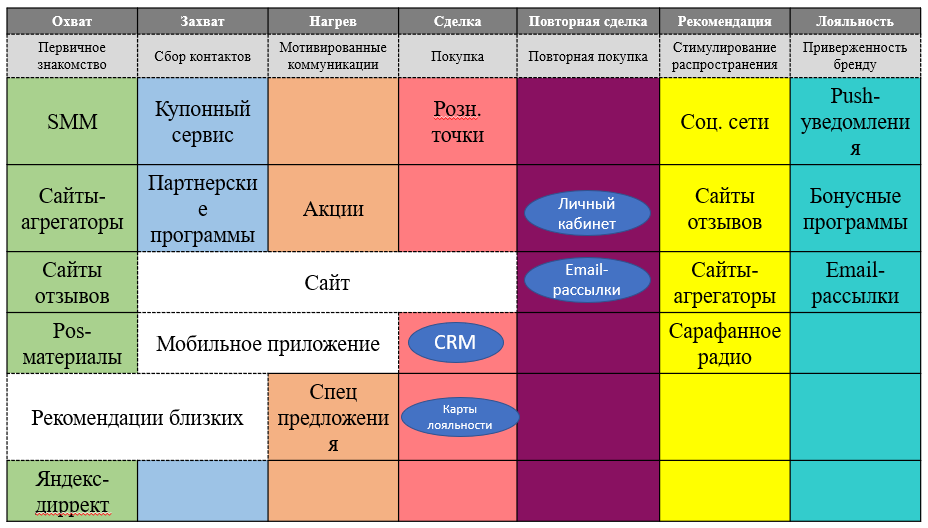 Охват Захват Нагрев Сделка Повторная сделка Рекомендация Лояльность
Первичное знакомство Сбор контактов Мотивированные коммуникации Покупка Повторная покупка Стимулирование распространения Приверженность бренду
SMM
Купонный
сервис
Розн.
точки
Соц. сети
Push-
уведомлени
я
Сайты-
агрегаторы
Партнерски
е
программы
Акции
Личный
кабинет
Сайты
отзывов
Бонусные
программы
Сайты
отзывов
Сайт
Email-
рассылки
Сайты-
агрегаторы
Email-
рассылки
Pos-
материалы
Мобильное приложение
CRM
Сарафанное
радио
Рекомендации близких
Спец
предложени
я
Карты
лояльности
Яндекс-
диррект